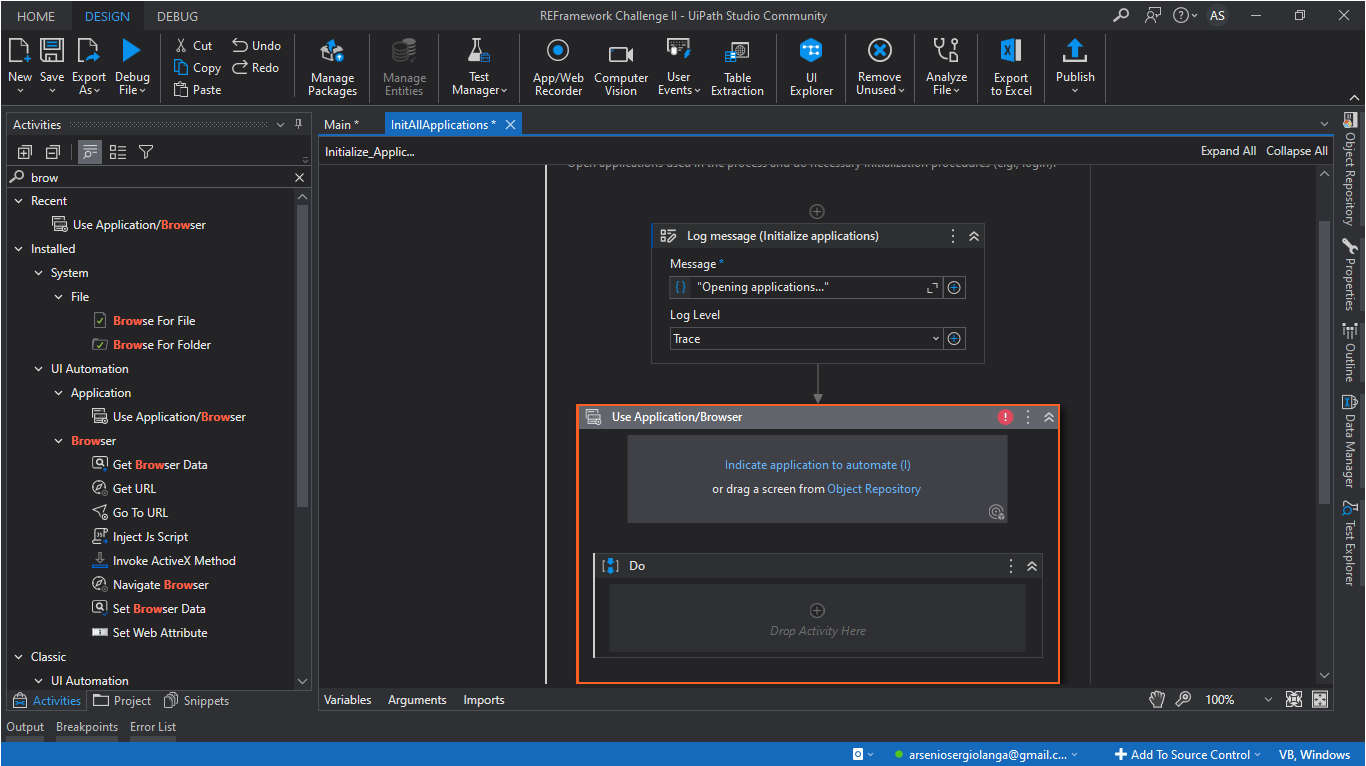 HOME DESIGN DEBUG REFramework Challenge II - UiPath Studio Community AS
New Save Export As Debug File
Cut Undo
Copy Redo
Paste
Manage Packages
Manage Entities
Test Manager
App/Web Recorder
Computer Vision
User Events
Table Extraction
UI Explorer
Remove Unused
Analyze File
Export to Excel
Publish
Activities
brow
Recent
Use Application/Browser
Installed
System
File
Browse For File
Browse For Folder
UI Automation
Application
Use Application/Browser
Browser
Get Browser Data
Get URL
Go To URL
Inject Js Script
Invoke ActiveX Method
Navigate Browser
Set Browser Data
Set Web Attribute
Classic
UI Automation
Activities Project Snippets
Main * InitAllApplications *
Initialize_Applic... Expand All Collapse All
Open applications used in the process and do necessary initialization procedures (e.g., login).
Log message (Initialize applications)
Message *
"Opening applications..."
Log Level
Trace
Use Application/Browser
Indicate application to automate (I)
or drag a screen from Object Repository
Do
Drop Activity Here
Variables Arguments Imports 100%
Object Repository
Properties
Outline
Data Manager
Test Explorer
Output Breakpoints Error List
arseniosergiolanga@gmail.c... Add To Source Control VB, Windows